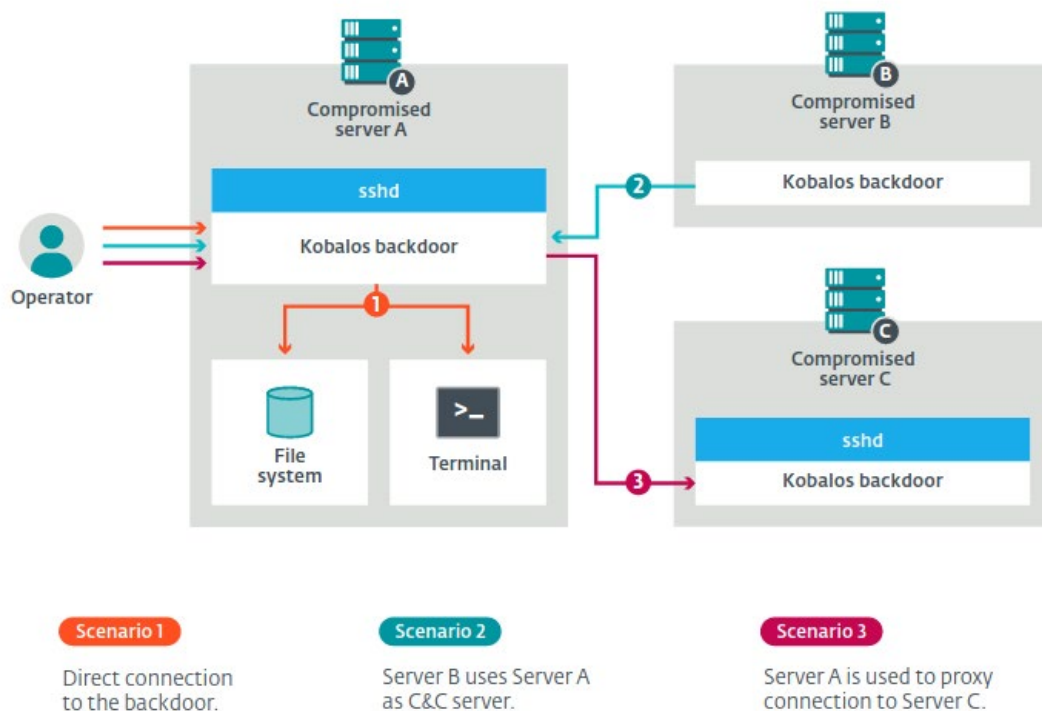 A
Compromised
server A
sshd
Kobalos backdoor
Operator
1
File
system
>_
Terminal
B
Compromised
server B
2
Kobalos backdoor
C
Compromised
server C
sshd
3
Kobalos backdoor
Scenario 1
Direct connection
to the backdoor.
Scenario 2
Server B uses Server A
as C&C server.
Scenario 3
Server A is used to proxy
connection to Server C.